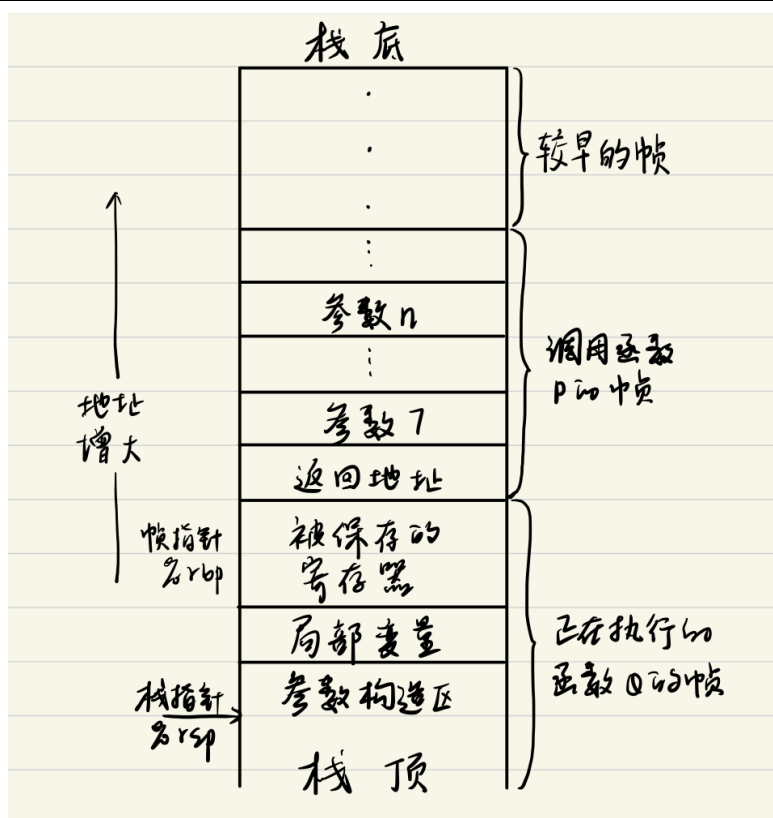 栈底
较早的帧
参数n
调用函数
P的帧
地址
增大
参数7
返回地址
帧指针
%rbp
被保存的
寄存器
局部变量
正在执行的
函数Q的帧
栈指针
%rsp
参数构造区
栈顶